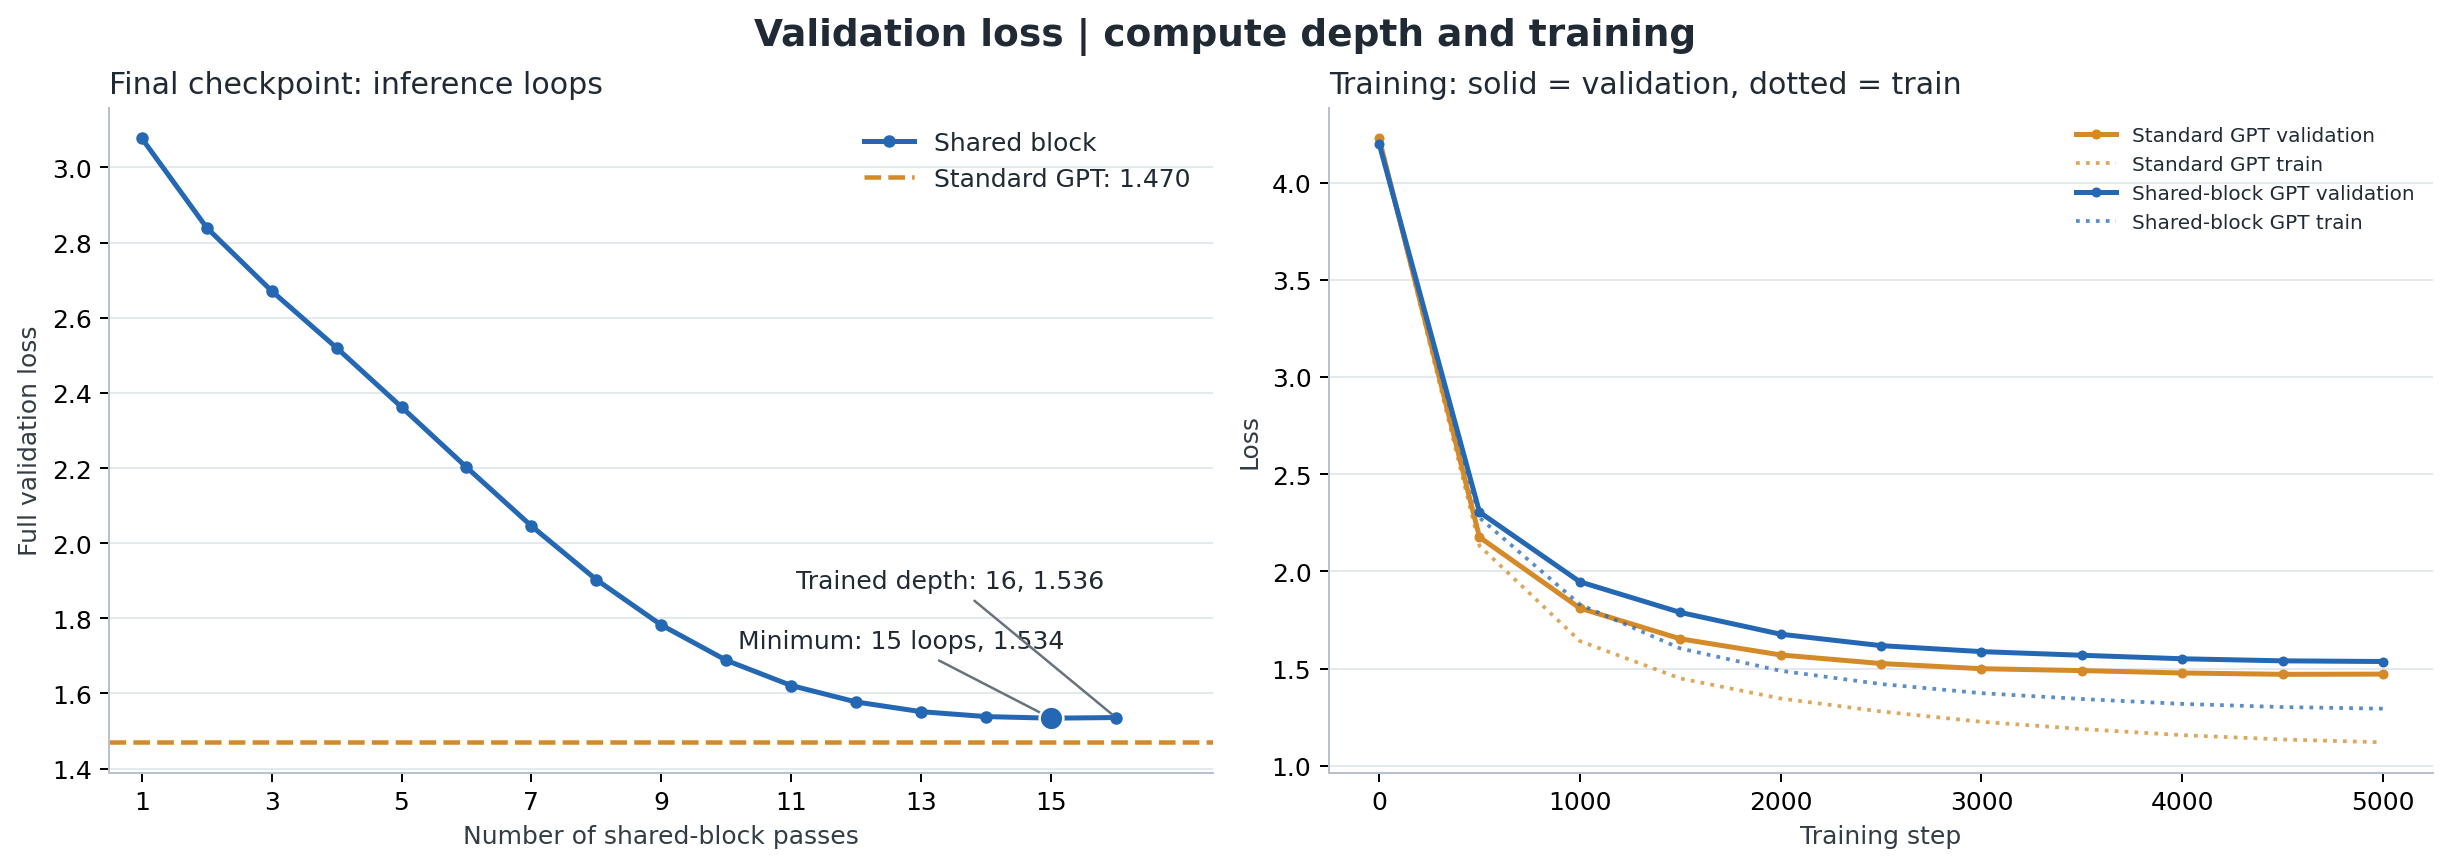 Validation loss | compute depth and training
Final checkpoint: inference loops
Shared block
Standard GPT: 1.470
Full validation loss
3.0
2.8
2.6
2.4
2.2
2.0
1.8
1.6
1.4
Trained depth: 16, 1.536
Minimum: 15 loops, 1.534
1 3 5 7 9 11 13 15
Number of shared-block passes
Training: solid = validation, dotted = train
Standard GPT validation
Standard GPT train
Shared-block GPT validation
Shared-block GPT train
Loss
4.0
3.5
3.0
2.5
2.0
1.5
1.0
0 1000 2000 3000 4000 5000
Training step